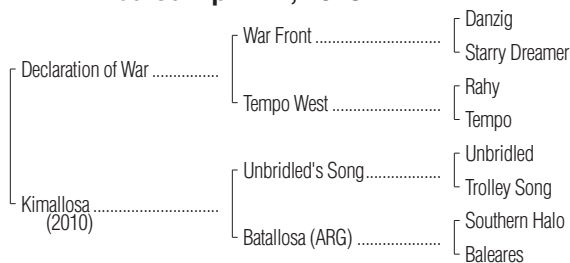 Declaration of War
Kimallosa
(2010)
War Front
Tempo West
Unbridled's Song
Batallosa (ARG)
Danzig
Starry Dreamer
Rahy
Tempo
Unbridled
Trolley Song
Southern Halo
Baleares